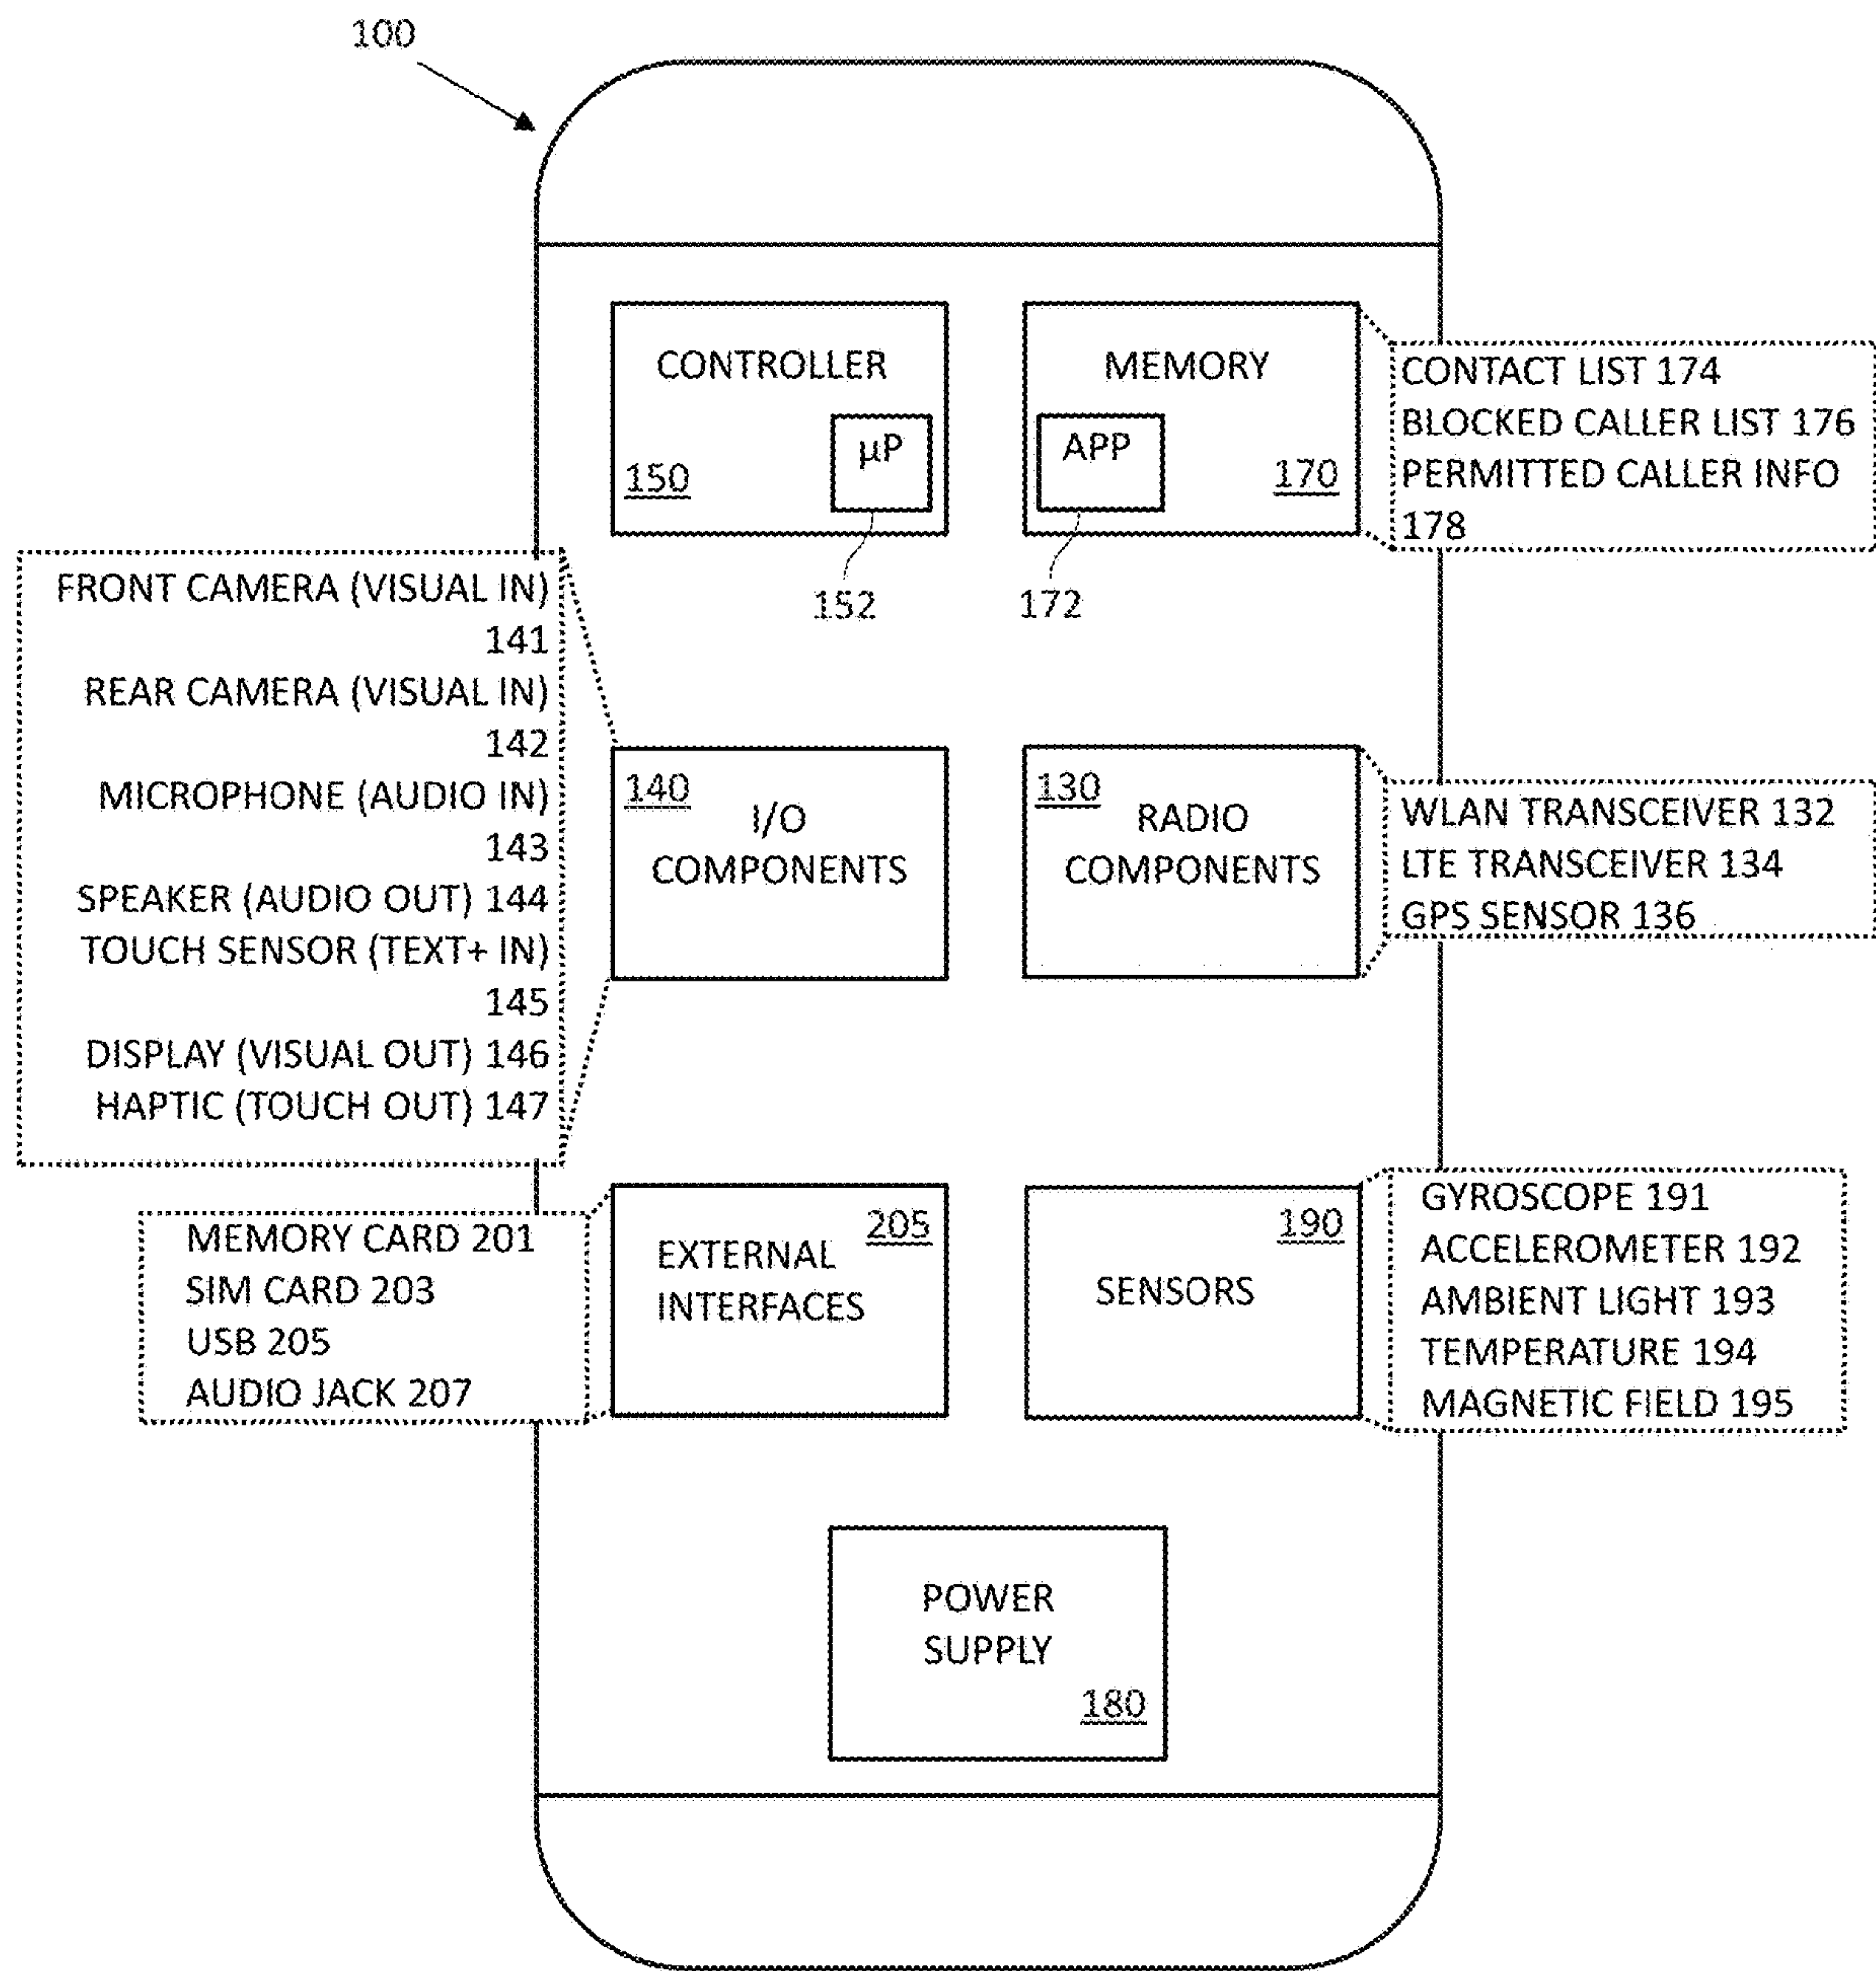 100
CONTROLLER
µP
150
152
MEMORY
APP
170
172
CONTACT LIST 174
BLOCKED CALLER LIST 176
PERMITTED CALLER INFO
178
FRONT CAMERA (VISUAL IN)
141
REAR CAMERA (VISUAL IN)
142
MICROPHONE (AUDIO IN)
143
SPEAKER (AUDIO OUT) 144
TOUCH SENSOR (TEXT+ IN)
145
DISPLAY (VISUAL OUT) 146
HAPTIC (TOUCH OUT) 147
140
I/O
COMPONENTS
130
RADIO
COMPONENTS
WLAN TRANSCEIVER 132
LTE TRANSCEIVER 134
GPS SENSOR 136
MEMORY CARD 201
SIM CARD 203
USB 205
AUDIO JACK 207
205
EXTERNAL
INTERFACES
190
SENSORS
GYROSCOPE 191
ACCELEROMETER 192
AMBIENT LIGHT 193
TEMPERATURE 194
MAGNETIC FIELD 195
POWER
SUPPLY
180